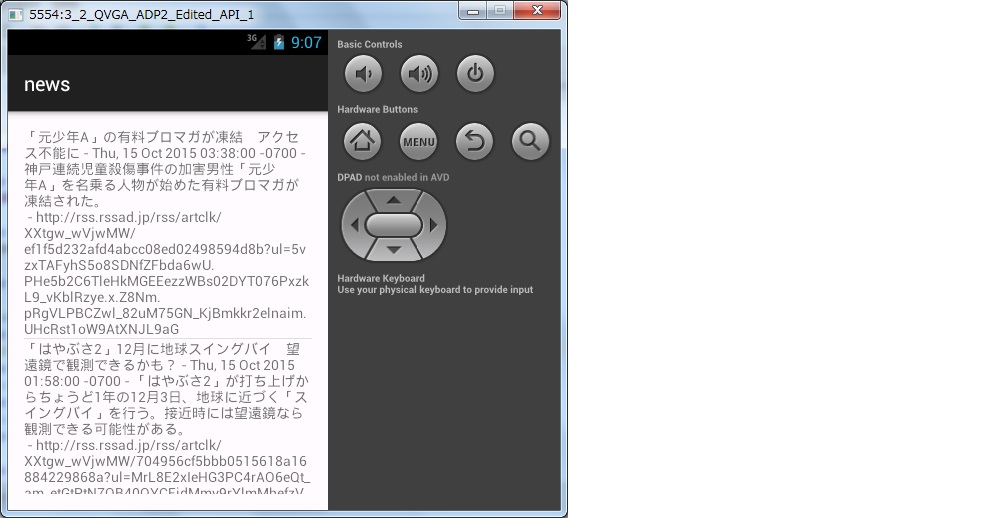 5554:3_2_QVGA_ADP2_Edited_API_1
3G 9:07
news
「元少年A」の有料ブロマガが凍結　アクセ
ス不能に - Thu, 15 Oct 2015 03:38:00 -0700 -
神戸連続児童殺傷事件の加害男性「元少
年A」を名乗る人物が始めた有料ブロマガが
凍結された。
- http://rss.rssad.jp/rss/artclk/
XXtgw_wVjwMW/
ef1f5d232afd4abcc08ed02498594d8b?ul=5v
zxTAFyhS5o8SDNfZFbda6wU.
PHe5b2C6TleHkMGEEezzWBs02DYT076Pxzk
L9_vKblRzye.x.Z8Nm.
pRgVLPBCZwl_82uM75GN_KjBmkkr2elnaim.
UHcRst1oW9AtXNJL9aG
「はやぶさ2」12月に地球スイングバイ　望
遠鏡で観測できるかも？ - Thu, 15 Oct 2015
01:58:00 -0700 - 「はやぶさ2」が打ち上げか
らちょうど1年の12月3日、地球に近づく「ス
イングバイ」を行う。接近時には望遠鏡なら
観測できる可能性がある。
- http://rss.rssad.jp/rss/artclk/
XXtgw_wVjwMW/704956cf5bbb0515618a16
884229868a?ul=MrL8E2xIeHG3PC4rAO6eQt_
Basic Controls
Hardware Buttons
MENU
DPAD not enabled in AVD
Hardware Keyboard
Use your physical keyboard to provide input